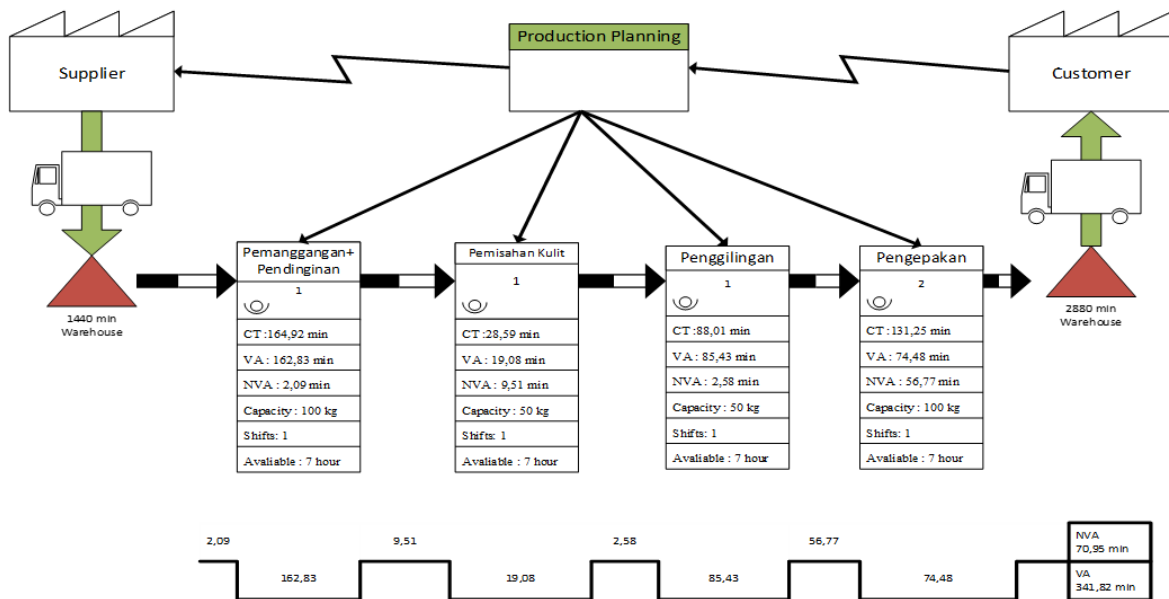 Production Planning
Supplier
Customer
1440 min
Warehouse
2880 min
Warehouse
Pemanggangan+
Pendinginan
1
CT :164,92 min
VA : 162,83 min
NVA : 2,09 min
Capacity : 100 kg
Shifts: 1
Avaliable : 7 hour
Pemisahan Kulit
1
CT :28,59 min
VA : 19,08 min
NVA : 9,51 min
Capacity : 50 kg
Shifts: 1
Avaliable : 7 hour
Penggilingan
1
CT :88,01 min
VA : 85,43 min
NVA : 2,58 min
Capacity : 50 kg
Shifts: 1
Avaliable : 7 hour
Pengepakan
2
CT :131,25 min
VA : 74,48 min
NVA : 56,77 min
Capacity : 100 kg
Shifts: 1
Avaliable : 7 hour
2,09
9,51
2,58
56,77
NVA
70,95 min
162,83
19,08
85,43
74,48
VA
341,82 min